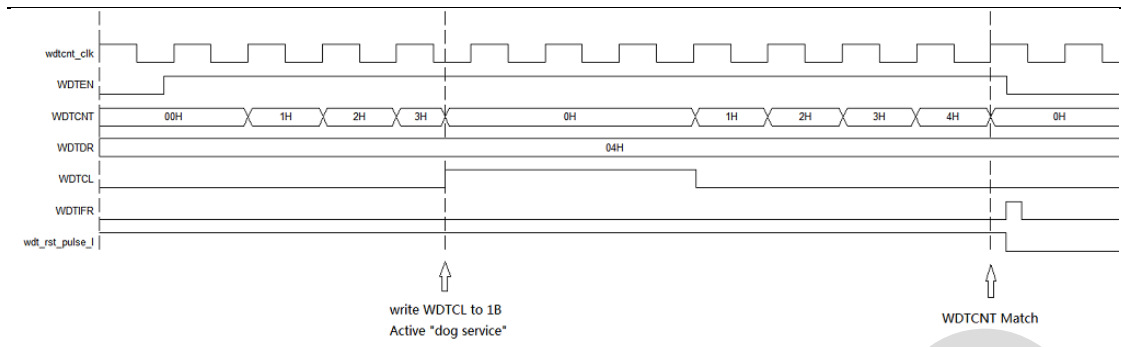 wdtcnt_clk
WDTEN
WDTCNT 00H 1H 2H 3H 0H 1H 2H 3H 4H 0H
WDTDR 04H
WDTCL
WDTIFR
wdt_rst_pulse_l
write WDTCL to 1B
Active "dog service"
WDTCNT Match